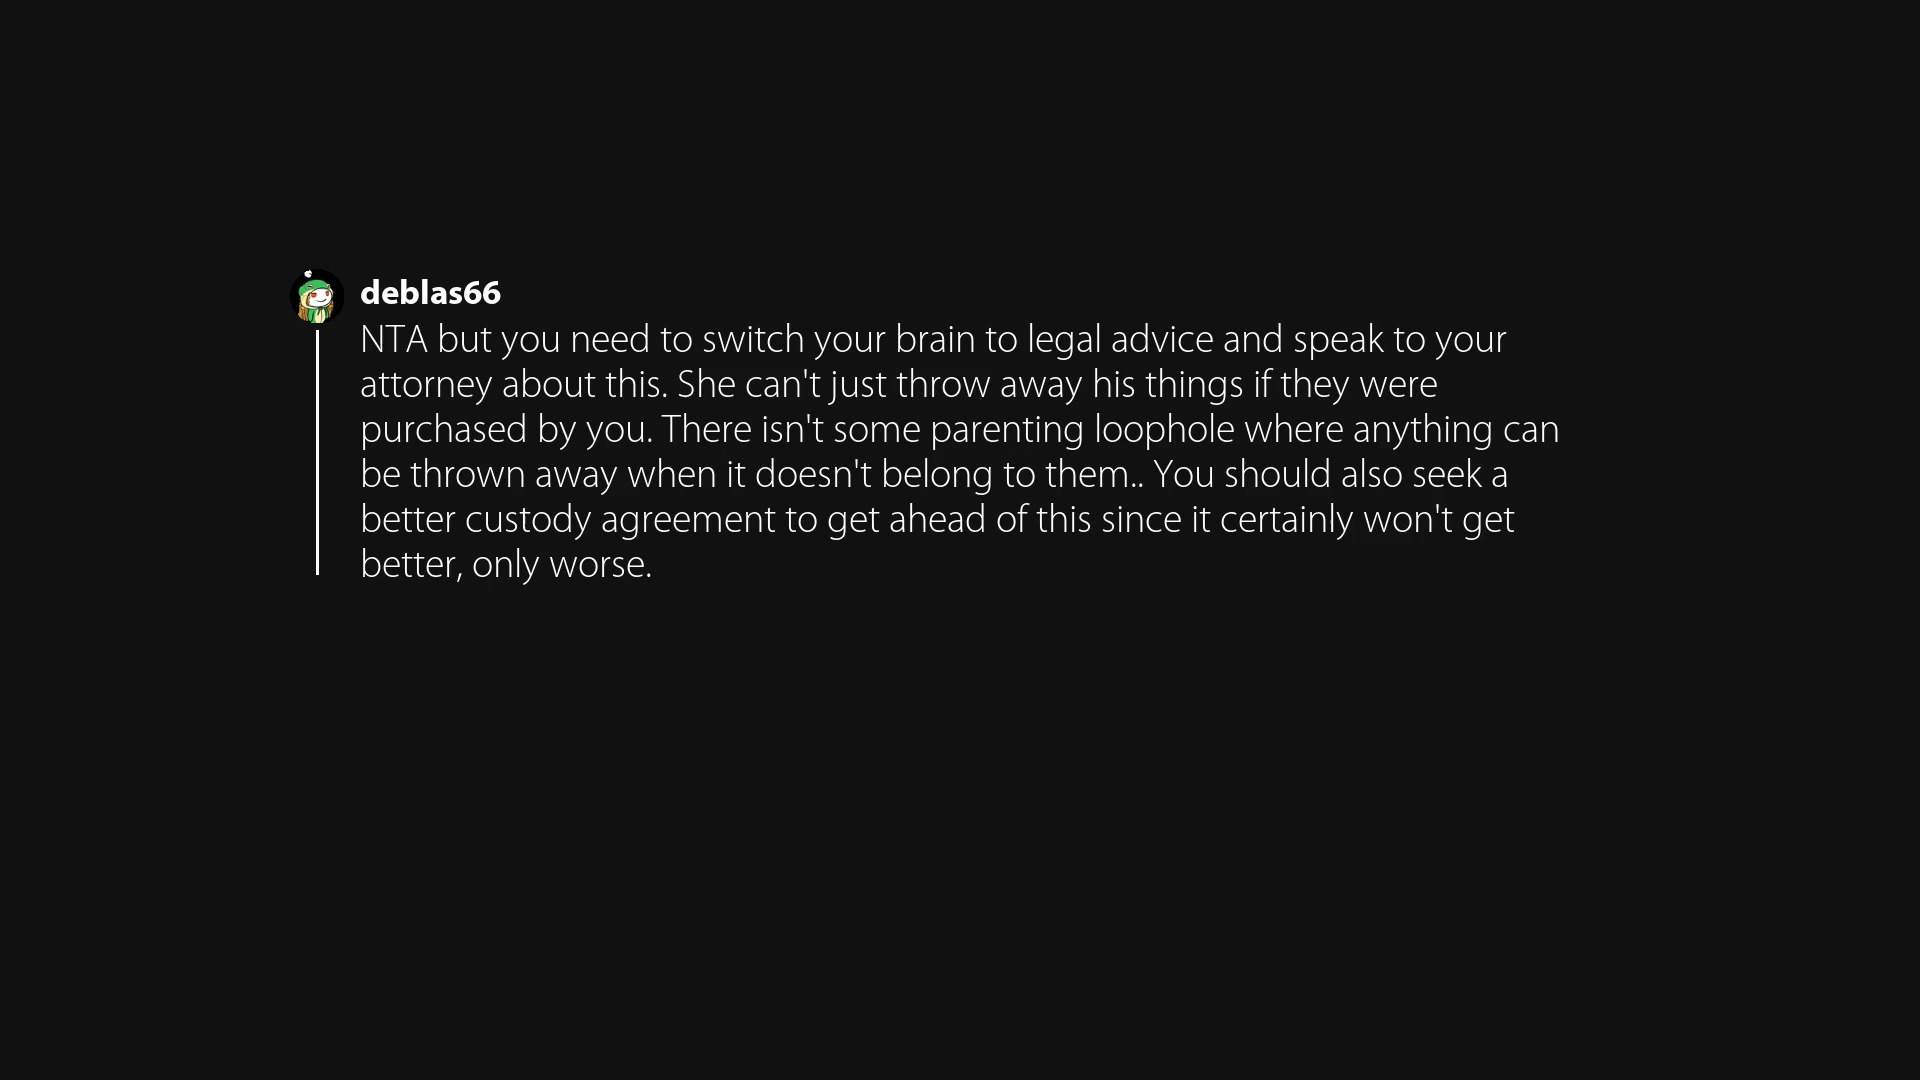 deblas66
NTA but you need to switch your brain to legal advice and speak to your
attorney about this. She can't just throw away his things if they were
purchased by you. There isn't some parenting loophole where anything can
be thrown away when it doesn't belong to them.. You should also seek a
better custody agreement to get ahead of this since it certainly won't get
better, only worse.